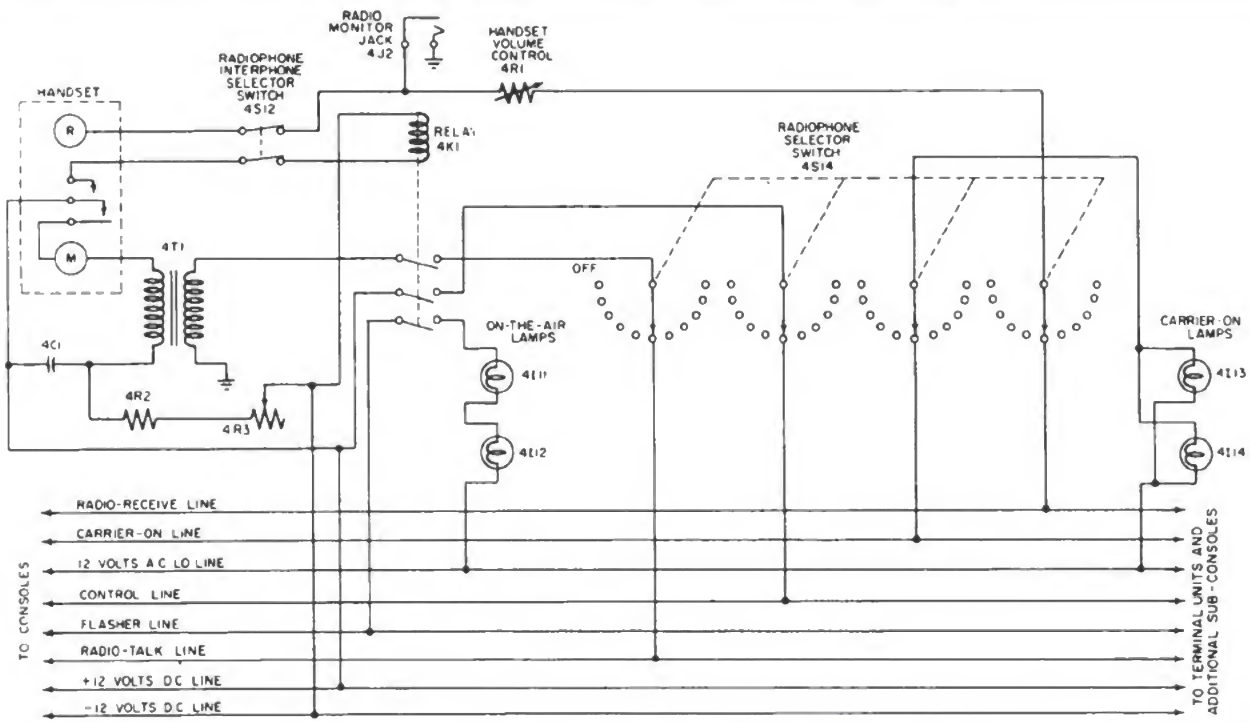 RADIO
MONITOR
JACK
4J2
HANDSET
VOLUME
CONTROL
4R1
RADIOPHONE
INTERPHONE
SELECTOR
SWITCH
4S12
HANDSET
R
RELAY
4K1
RADIOPHONE
SELECTOR
SWITCH
4S14
M
4T1
OFF
ON-THE-AIR
LAMPS
CARRIER-ON
LAMPS
4C1
4I11
4I13
4R2
4R3
4I12
4I14
RADIO-RECEIVE LINE
CARRIER-ON LINE
12 VOLTS AC LO LINE
CONTROL LINE
FLASHER LINE
RADIO-TALK LINE
+12 VOLTS DC LINE
-12 VOLTS DC LINE
TO CONSOLES
TO TERMINAL UNITS AND
ADDITIONAL SUB-CONSOLES